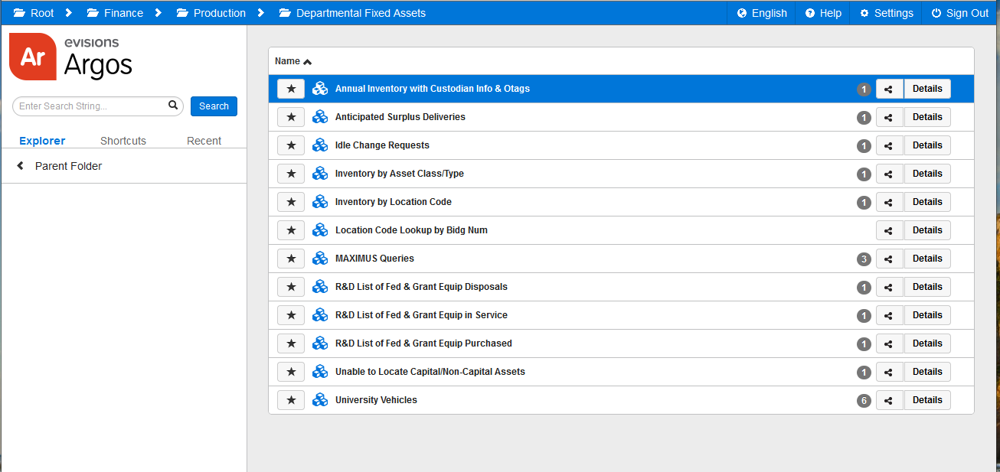 Root Finance Production Departmental Fixed Assets English Help Settings Sign Out
Ar evisions Argos
Enter Search String... Search
Explorer Shortcuts Recent
Parent Folder
Name
Annual Inventory with Custodian Info & Otags 1 Details
Anticipated Surplus Deliveries 1 Details
Idle Change Requests 1 Details
Inventory by Asset Class/Type 1 Details
Inventory by Location Code 1 Details
Location Code Lookup by Bidg Num Details
MAXIMUS Queries 3 Details
R&D List of Fed & Grant Equip Disposals 1 Details
R&D List of Fed & Grant Equip in Service 1 Details
R&D List of Fed & Grant Equip Purchased 1 Details
Unable to Locate Capital/Non-Capital Assets 1 Details
University Vehicles 6 Details